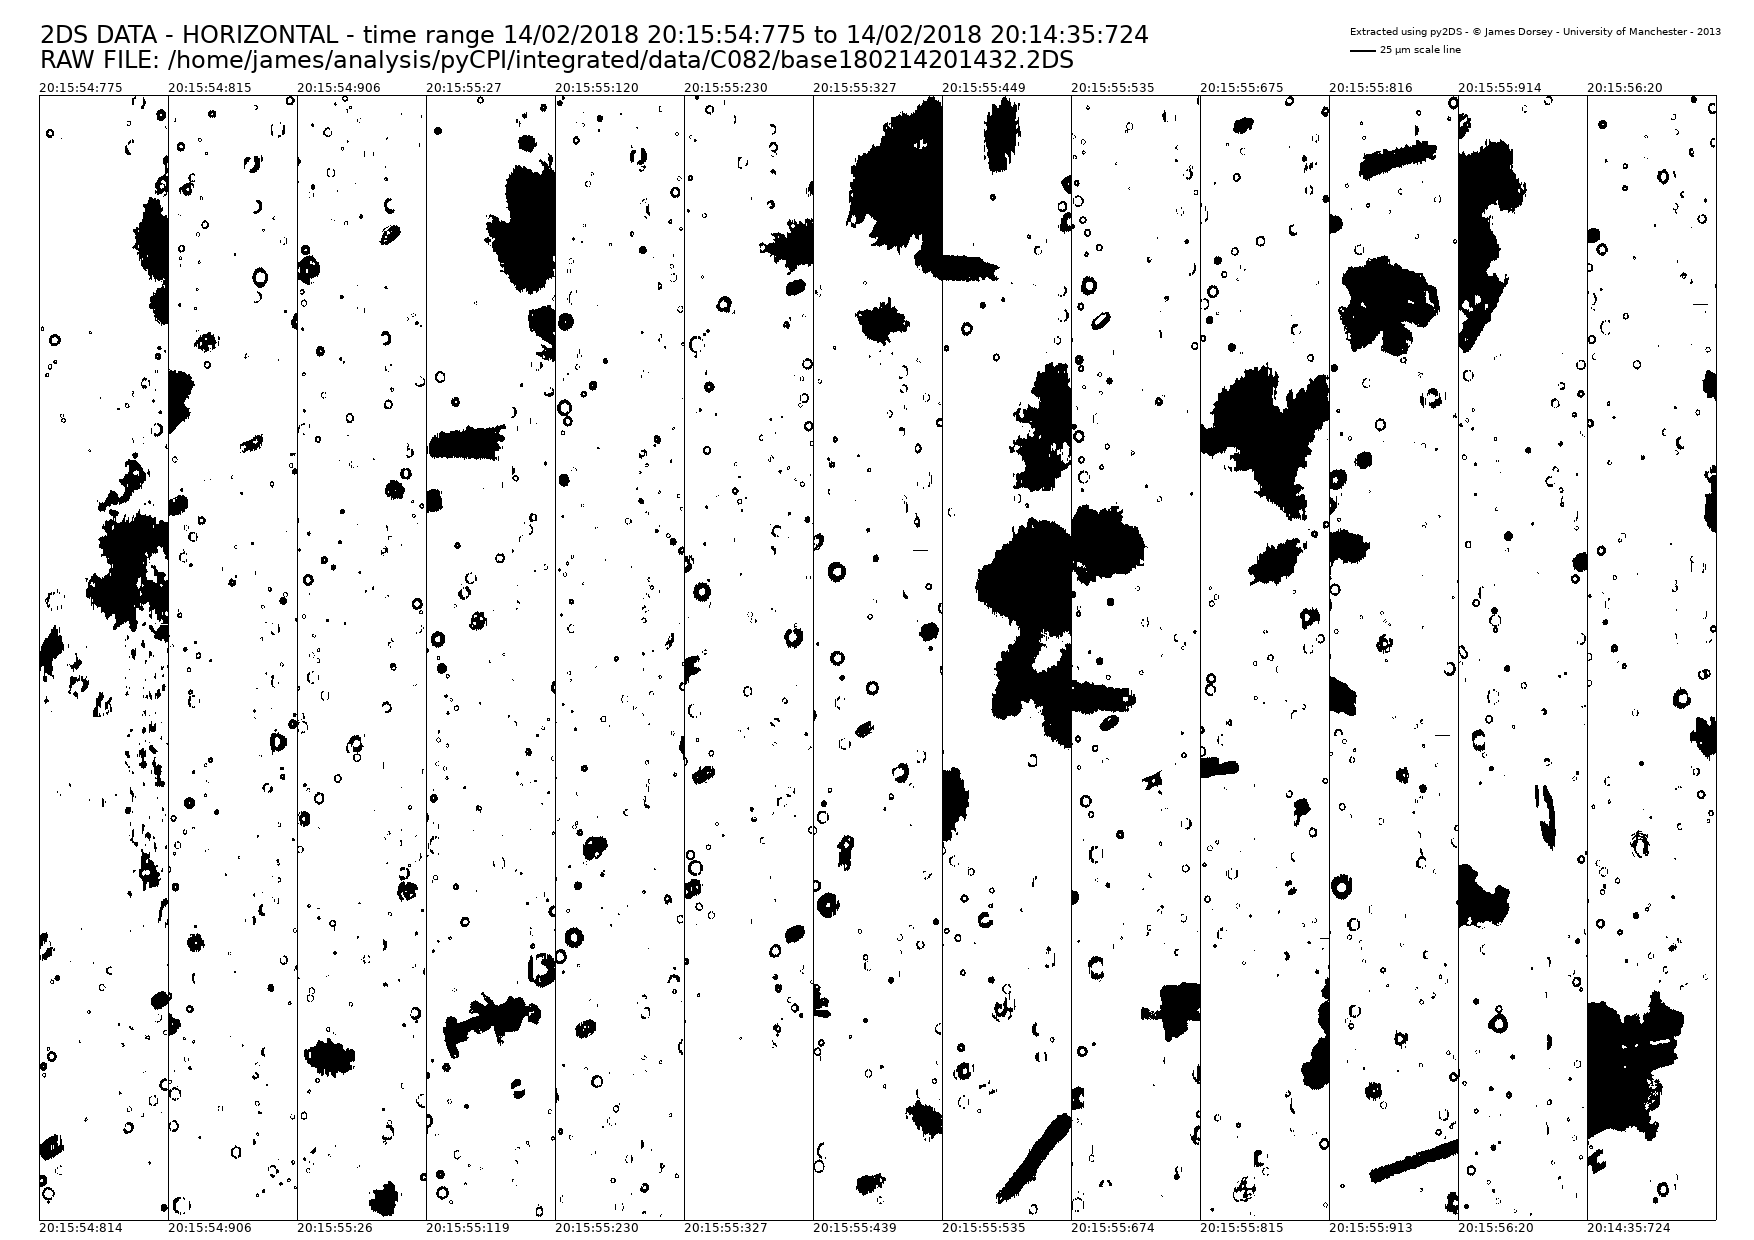 2DS DATA - HORIZONTAL - time range 14/02/2018 20:15:54:775 to 14/02/2018 20:14:35:724
RAW FILE: /home/james/analysis/pyCPI/integrated/data/C082/base180214201432.2DS
Extracted using py2DS - © James Dorsey - University of Manchester - 2013
25 µm scale line
20:15:54:775 20:15:54:815 20:15:54:906 20:15:55:27 20:15:55:120 20:15:55:230 20:15:55:327 20:15:55:449 20:15:55:535 20:15:55:675 20:15:55:816 20:15:55:914 20:15:56:20
20:15:54:814 20:15:54:906 20:15:55:26 20:15:55:119 20:15:55:230 20:15:55:327 20:15:55:439 20:15:55:535 20:15:55:674 20:15:55:815 20:15:55:913 20:15:56:20 20:14:35:724